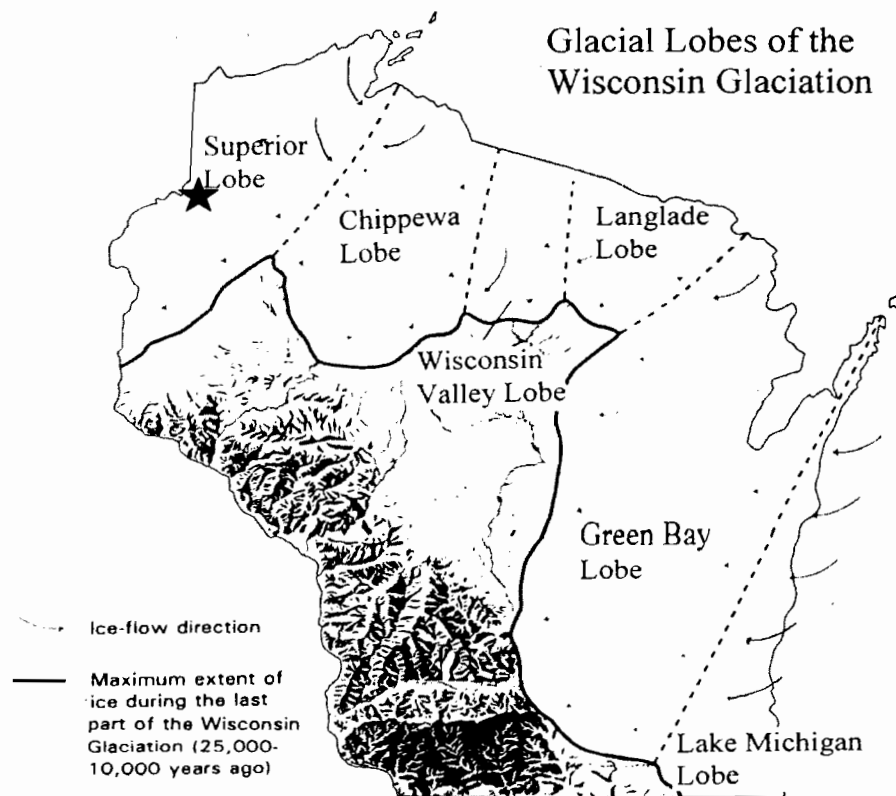 Glacial Lobes of the
Wisconsin Glaciation
Superior
Lobe
Chippewa
Lobe
Langlade
Lobe
Wisconsin
Valley Lobe
Green Bay
Lobe
Ice-flow direction
Maximum extent of
ice during the last
part of the Wisconsin
Glaciation (25,000-
10,000 years ago)
Lake Michigan
Lobe